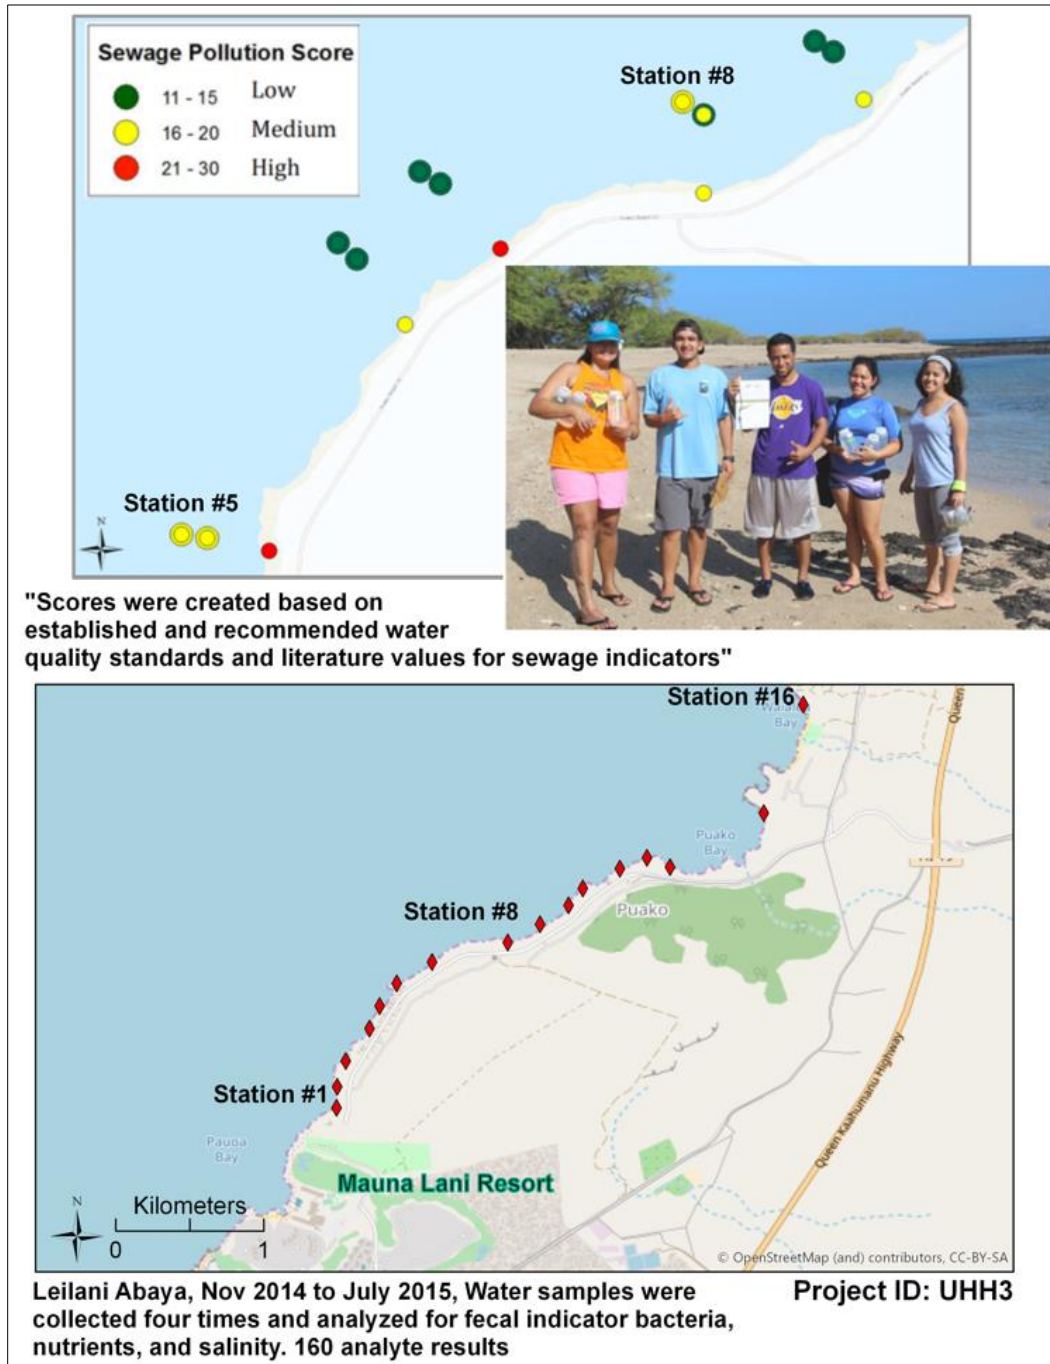 Sewage Pollution Score
11 - 15 Low
16 - 20 Medium
21 - 30 High
Station #8
Station #5
N
"Scores were created based on
established and recommended water
quality standards and literature values for sewage indicators"
Station #16
Bay
Queen
Puako
Bay
Puako
Station #8
Station #1
Pauoa
Bay
Mauna Lani Resort
Queen Kaahumanu Highway
N
Kilometers
0 1
© OpenStreetMap (and) contributors, CC-BY-SA
Leilani Abaya, Nov 2014 to July 2015, Water samples were
collected four times and analyzed for fecal indicator bacteria,
nutrients, and salinity. 160 analyte results
Project ID: UHH3